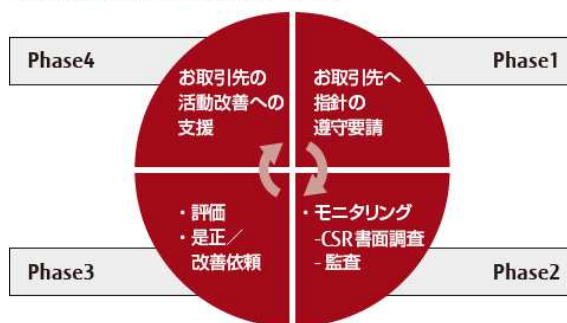 Phase4
Phase1
お取引先の
活動改善への
支援
お取引先へ
指針の
遵守要請
・評価
・是正／
改善依頼
・モニタリング
-CSR書面調査
- 監査
Phase3
Phase2